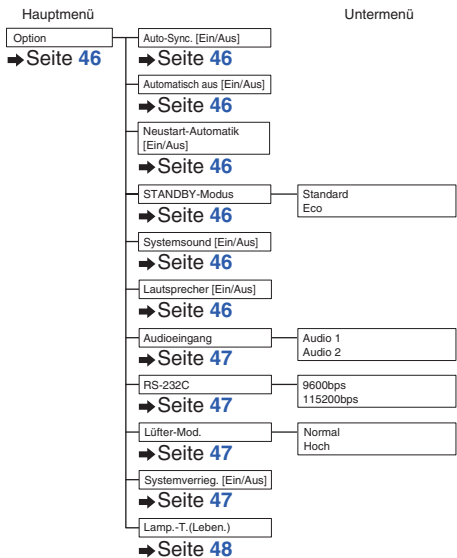 Hauptmenü
Untermenü
Option
➡Seite 46
Auto-Sync. [Ein/Aus]
➡Seite 46
Automatisch aus [Ein/Aus]
➡Seite 46
Neustart-Automatik
[Ein/Aus]
➡Seite 46
STANDBY-Modus
➡Seite 46
Standard
Eco
Systemsound [Ein/Aus]
➡Seite 46
Lautsprecher [Ein/Aus]
➡Seite 46
Audioeingang
➡Seite 47
Audio 1
Audio 2
RS-232C
➡Seite 47
9600bps
115200bps
Lüfter-Mod.
➡Seite 47
Normal
Hoch
Systemverrieg. [Ein/Aus]
➡Seite 47
Lamp.-T.(Leben.)
➡Seite 48